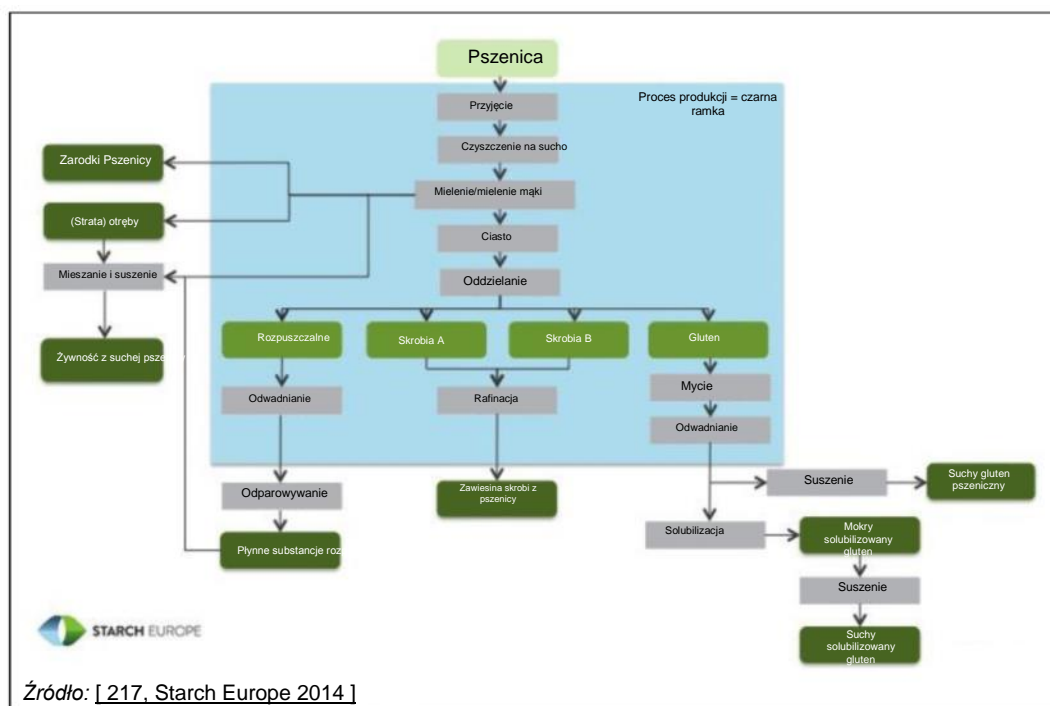 Pszenica
Proces produkcji = czarna
ramka
Przyjęcie
Czyszczenie na sucho
Zarodki Pszenicy
Mielenie/mielenie mąki
(Strata) otręby
Ciasto
Mieszanie i suszenie
Oddzielanie
Rozpuszczalne
Skrobia A
Skrobia B
Gluten
Żywność z suchej pszenicy
Mycie
Odwadnianie
Rafinacja
Odwadnianie
Suszenie
Suchy gluten
pszeniczny
Odparowywanie
Zawiesina skrobi z
pszenicy
Solubilizacja
Mokry
solubilizowany
gluten
Płynne substancje roz
Suszenie
STARCH EUROPE
Suchy
solubilizowany
gluten
Źródło: [ 217, Starch Europe 2014 ]